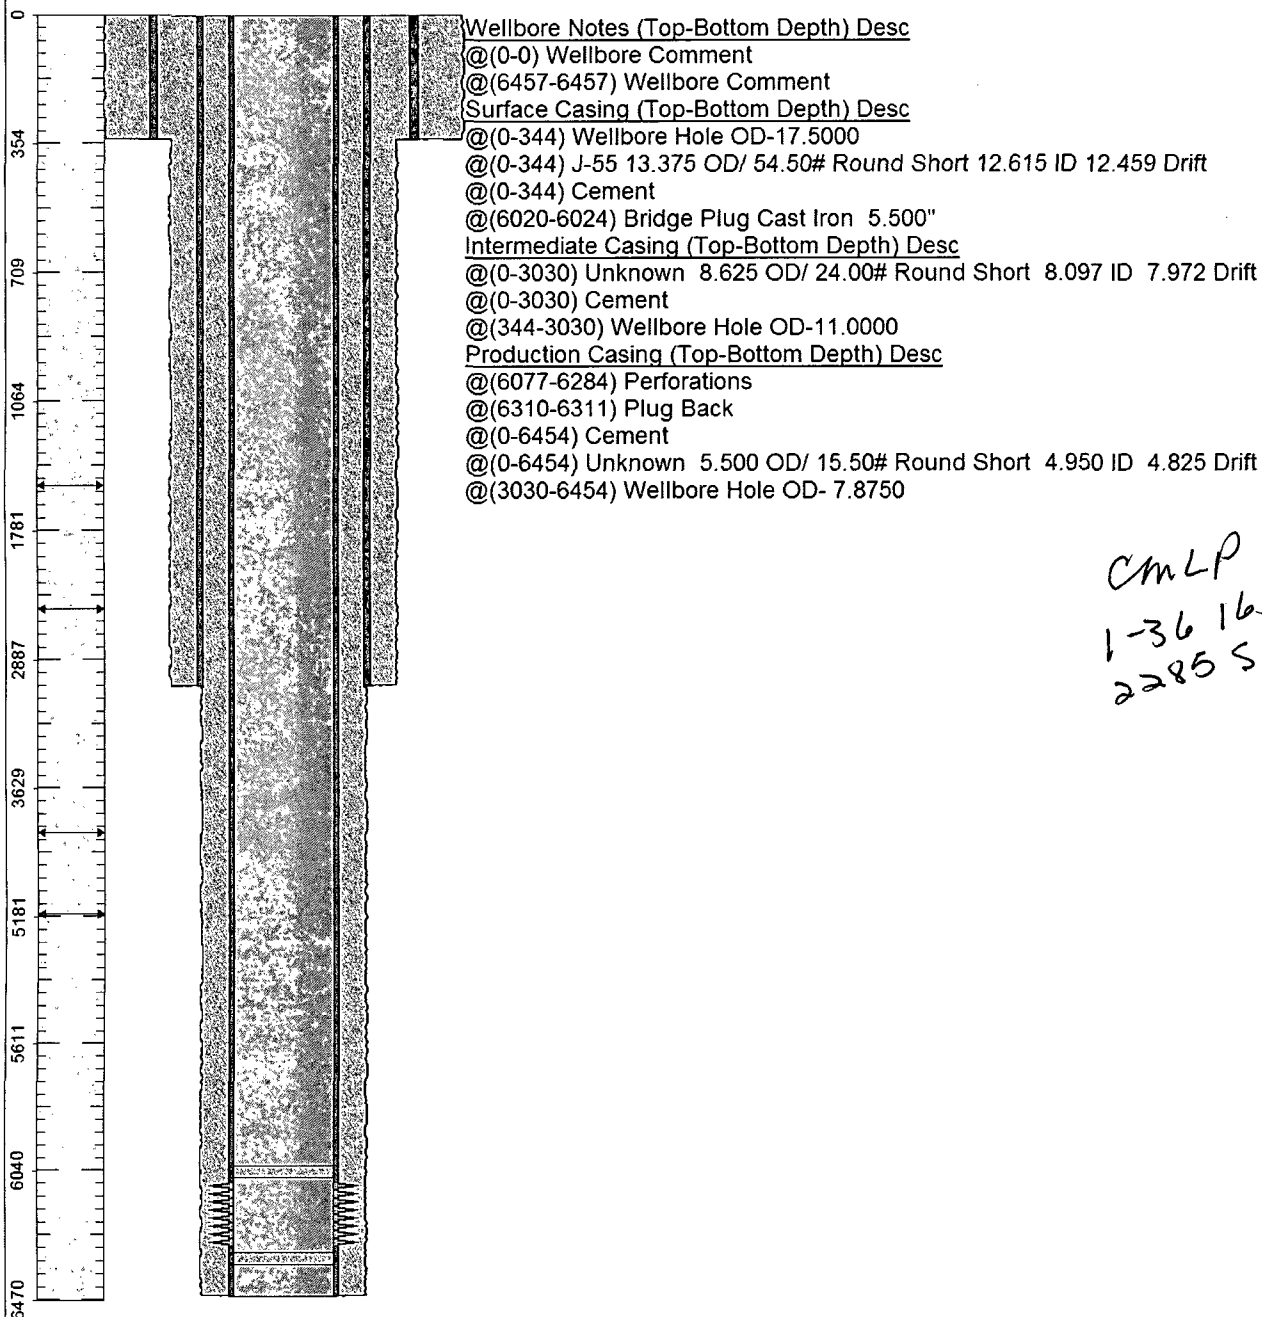 Wellbore Notes (Top-Bottom Depth) Desc
@(0-0) Wellbore Comment
@(6457-6457) Wellbore Comment
Surface Casing (Top-Bottom Depth) Desc
@(0-344) Wellbore Hole OD-17.5000
@(0-344) J-55 13.375 OD/ 54.50# Round Short 12.615 ID 12.459 Drift
@(0-344) Cement
@(6020-6024) Bridge Plug Cast Iron 5.500"
Intermediate Casing (Top-Bottom Depth) Desc
@(0-3030) Unknown 8.625 OD/ 24.00# Round Short 8.097 ID 7.972 Drift
@(0-3030) Cement
@(344-3030) Wellbore Hole OD-11.0000
Production Casing (Top-Bottom Depth) Desc
@(6077-6284) Perforations
@(6310-6311) Plug Back
@(0-6454) Cement
@(0-6454) Unknown 5.500 OD/ 15.50# Round Short 4.950 ID 4.825 Drift
@(3030-6454) Wellbore Hole OD- 7.8750
CMLP
1-36 16
2285 S
0
354
709
1064
1781
2887
3629
5181
5611
6040
6470